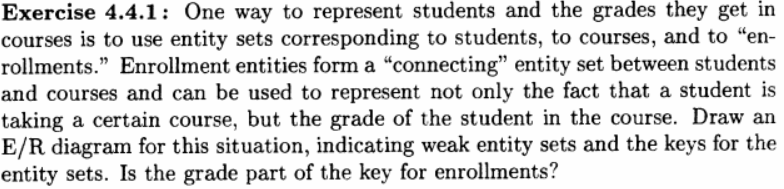 Exercise 4.4.1: One way to represent students and the grades they get in
courses is to use entity sets corresponding to students, to courses, and to “en-
rollments.” Enrollment entities form a “connecting” entity set between students
and courses and can be used to represent not only the fact that a student is
taking a certain course, but the grade of the student in the course. Draw an
E/R diagram for this situation, indicating weak entity sets and the keys for the
entity sets. Is the grade part of the key for enrollments?